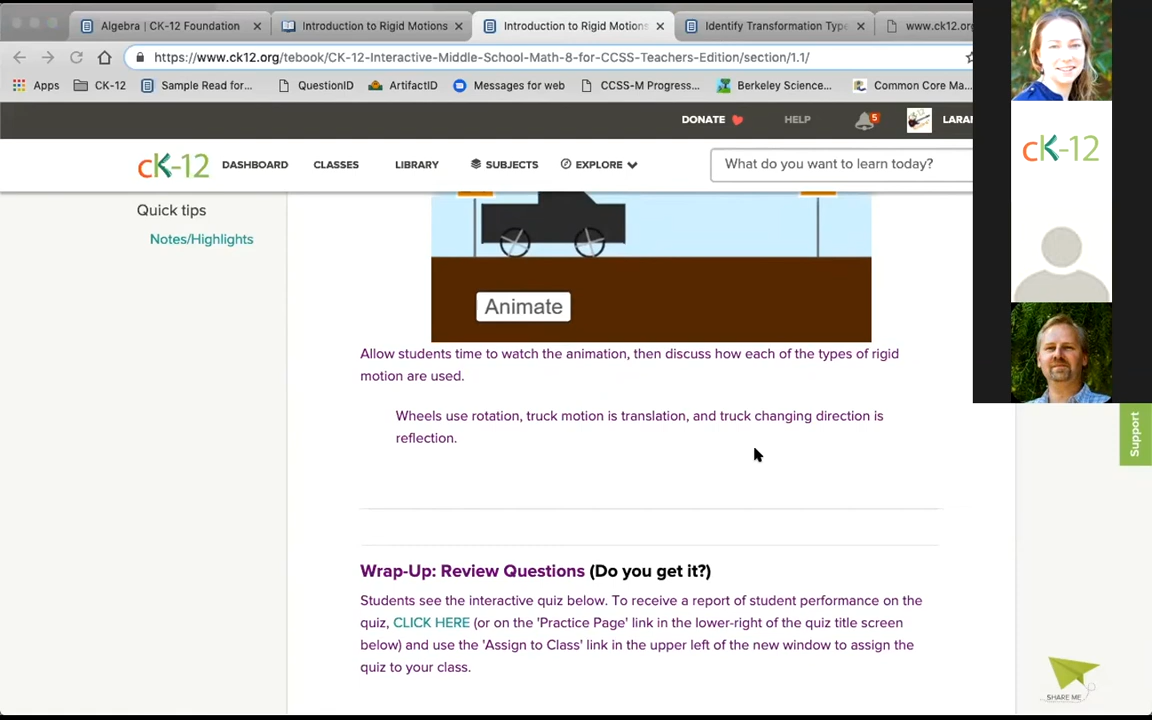 Algebra | CK-12 Foundation
Introduction to Rigid Motions
Introduction to Rigid Motions
Identify Transformation Type
www.ck12.or
https://www.ck12.org/tebook/CK-12-Interactive-Middle-School-Math-8-for-CCSS-Teachers-Edition/section/1.1/
Apps
CK-12
Sample Read for...
QuestionID
ArtifactID
Messages for web
CCSS-M Progress...
Berkeley Science...
Common Core Ma...
DONATE
HELP
5
LARAM
cK-12
DASHBOARD
CLASSES
LIBRARY
SUBJECTS
EXPLORE
What do you want to learn today?
cK-12
Quick tips
Notes/Highlights
Animate
Allow students time to watch the animation, then discuss how each of the types of rigid
motion are used.
Wheels use rotation, truck motion is translation, and truck changing direction is
reflection.
Support
Wrap-Up: Review Questions (Do you get it?)
Students see the interactive quiz below. To receive a report of student performance on the
quiz, CLICK HERE (or on the 'Practice Page' link in the lower-right of the quiz title screen
below) and use the 'Assign to Class' link in the upper left of the new window to assign the
quiz to your class.
SHARE ME